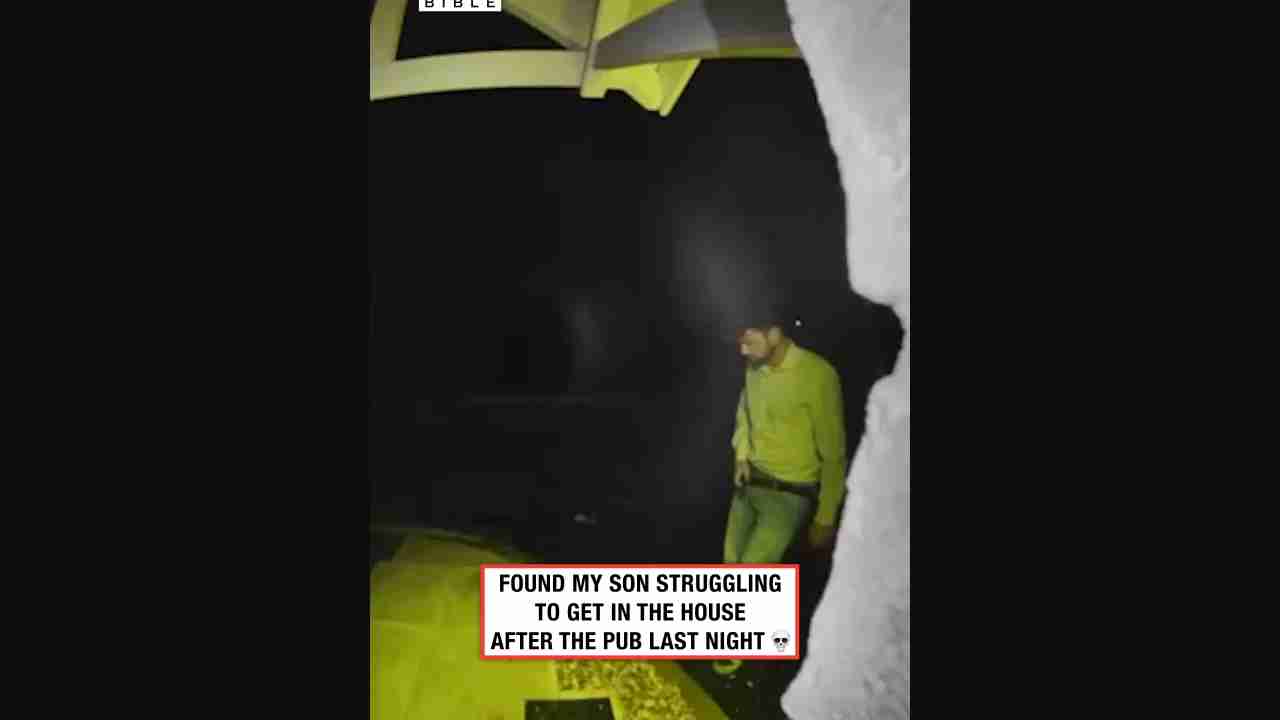 BIBLE
FOUND MY SON STRUGGLING
TO GET IN THE HOUSE
AFTER THE PUB LAST NIGHT 💀